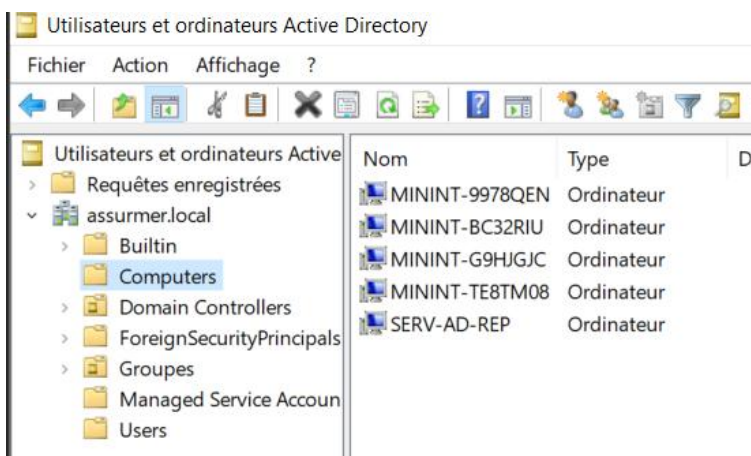 Utilisateurs et ordinateurs Active Directory
Fichier Action Affichage ?
Utilisateurs et ordinateurs Active
Requêtes enregistrées
assurmer.local
Builtin
Computers
Domain Controllers
ForeignSecurityPrincipals
Groupes
Managed Service Accoun
Users
Nom Type D
MININT-9978QEN Ordinateur
MININT-BC32RIU Ordinateur
MININT-G9HJGJC Ordinateur
MININT-TE8TM08 Ordinateur
SERV-AD-REP Ordinateur